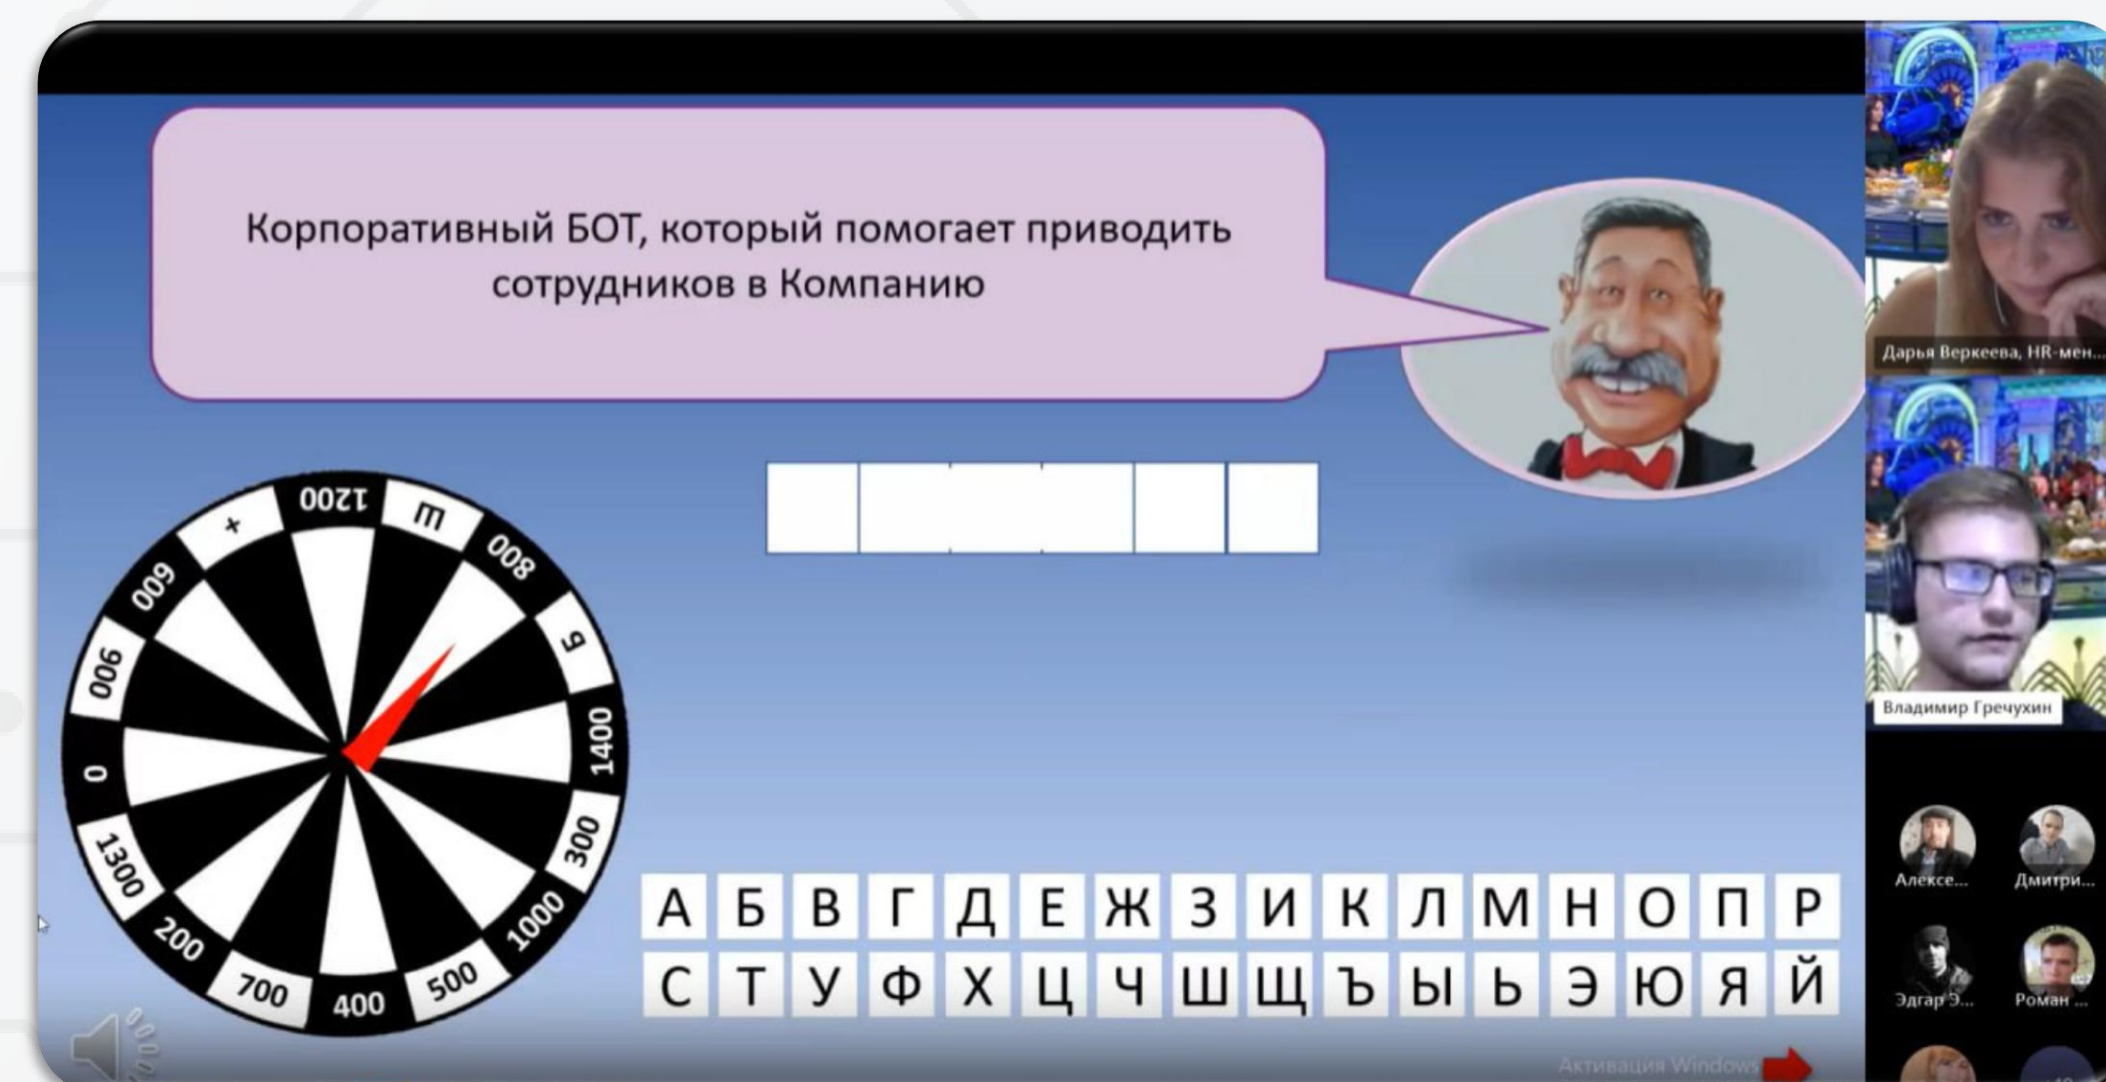 Корпоративный БОТ, который помогает приводить
сотрудников в Компанию
Дарья Веркеева, HR-мен...
Владимир Гречухин
1200
Ш
800
Б
1400
300
1000
500
400
700
200
1300
0
900
600
+
А Б В Г Д Е Ж З И К Л М Н О П Р
С Т У Ф Х Ц Ч Ш Щ Ъ Ы Ь Э Ю Я Й
Алексе... Дмитри...
Эдгар Э... Роман ...
Активация Windows